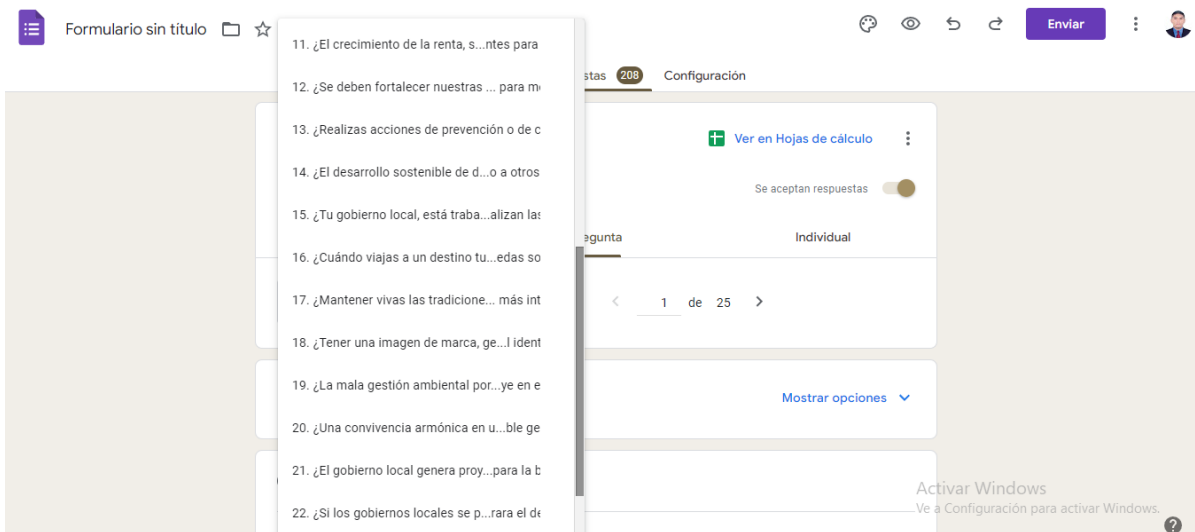 Formulario sin título
Enviar
stas 208 Configuración
Ver en Hojas de cálculo
Se aceptan respuestas
egunta Individual
1 de 25
Mostrar opciones
11. ¿El crecimiento de la renta, s...ntes para
12. ¿Se deben fortalecer nuestras ... para m
13. ¿Realizas acciones de prevención o de c
14. ¿El desarrollo sostenible de d...o a otros
15. ¿Tu gobierno local, está traba...alizan las
16. ¿Cuándo viajas a un destino tu...edas so
17. ¿Mantener vivas las tradicione... más int
18. ¿Tener una imagen de marca, ge...l ident
19. ¿La mala gestión ambiental por...ye en e
20. ¿Una convivencia armónica en u...ble ge
21. ¿El gobierno local genera proy...para la b
22. ¿Si los gobiernos locales se p...rara el de
Activar Windows
Ve a Configuración para activar Windows.